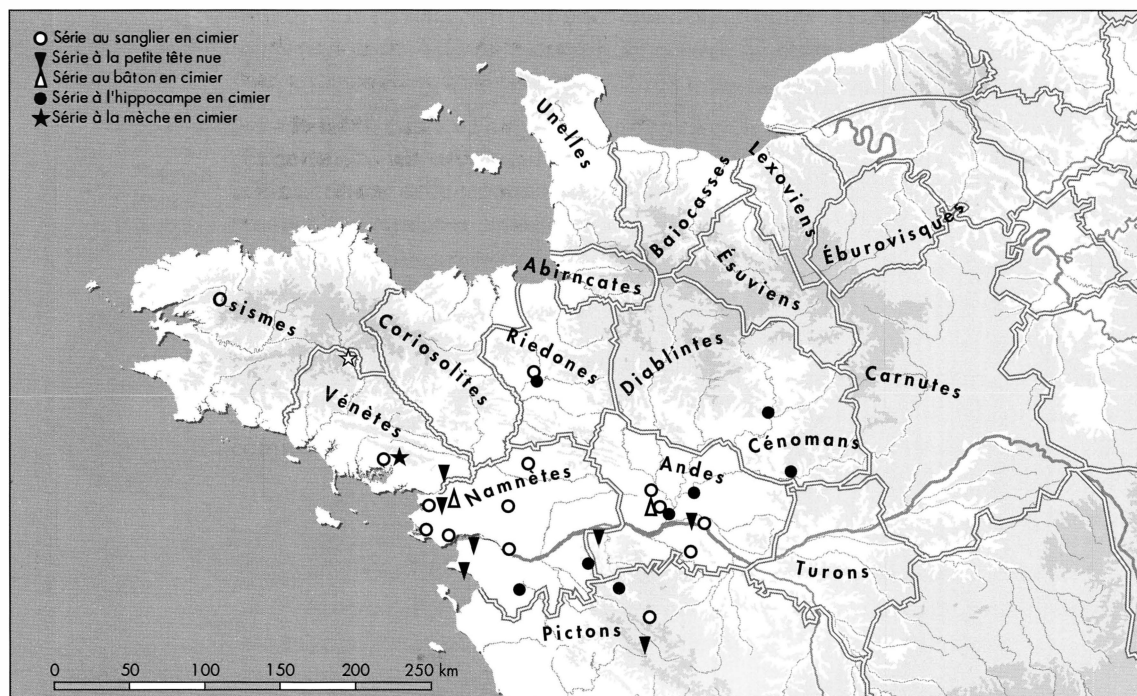 Série au sanglier en cimier
Série à la petite tête nue
Série au bâton en cimier
Série à l'hippocampe en cimier
Série à la mèche en cimier
Unelles
Lexoviens
Baiocasses
Éburovisques
Ésuviens
Abirncates
Osismes
Coriosolites
Riedones
Diablintes
Carnutes
Vénètes
Cénomans
Andes
Namnètes
Turons
Pictons
0 50 100 150 200 250 km